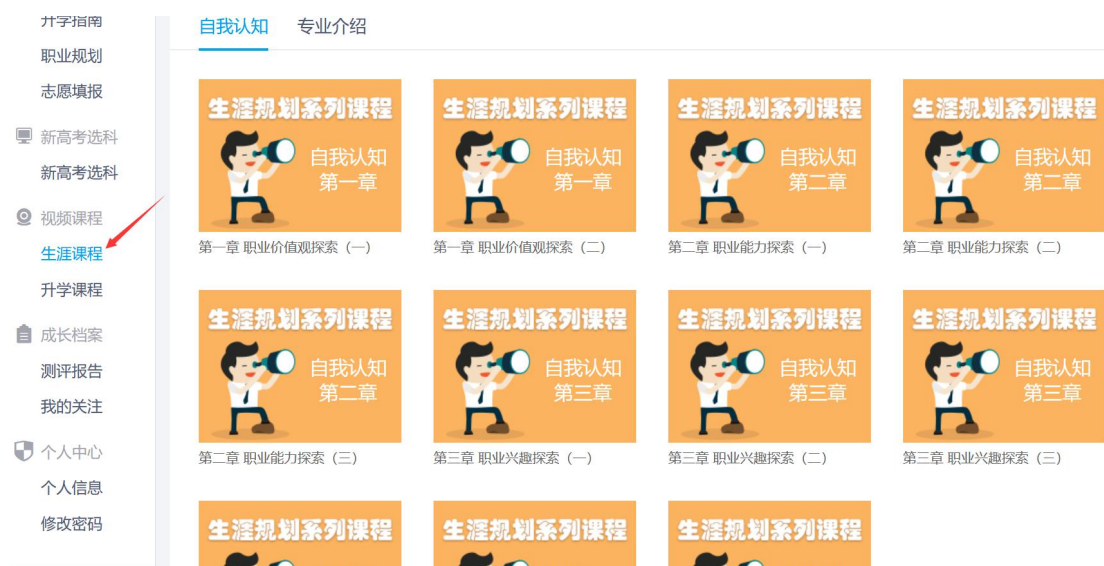 升学指南
职业规划
志愿填报
新高考选科
新高考选科
视频课程
生涯课程
升学课程
成长档案
测评报告
我的关注
个人中心
个人信息
修改密码
自我认知 专业介绍
生涯规划系列课程
自我认知
第一章
第一章 职业价值观探索（一）
生涯规划系列课程
自我认知
第一章
第一章 职业价值观探索（二）
生涯规划系列课程
自我认知
第二章
第二章 职业能力探索（一）
生涯规划系列课程
自我认知
第二章
第二章 职业能力探索（二）
生涯规划系列课程
自我认知
第二章
第二章 职业能力探索（三）
生涯规划系列课程
自我认知
第三章
第三章 职业兴趣探索（一）
生涯规划系列课程
自我认知
第三章
第三章 职业兴趣探索（二）
生涯规划系列课程
自我认知
第三章
第三章 职业兴趣探索（三）
生涯规划系列课程
生涯规划系列课程
生涯规划系列课程